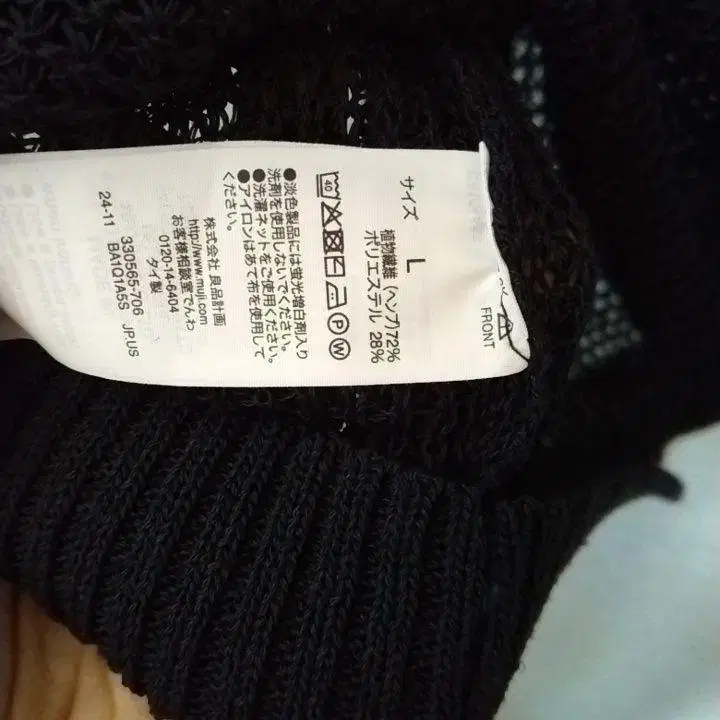 サイズ
L
植物繊維 (ヘンプ) 72%
ポリエステル 28%
40
P W
●淡色製品には蛍光増白剤入り
洗剤を使用しないでください。
●洗濯ネットをご使用ください。
●アイロンはあて布を使用して
ください。
株式会社 良品計画
http://www.muji.com
お客様相談室でんわ
0120-14-6404
タイ製
330565-706
24-11 BA1Q1A5S JPUS
FRONT